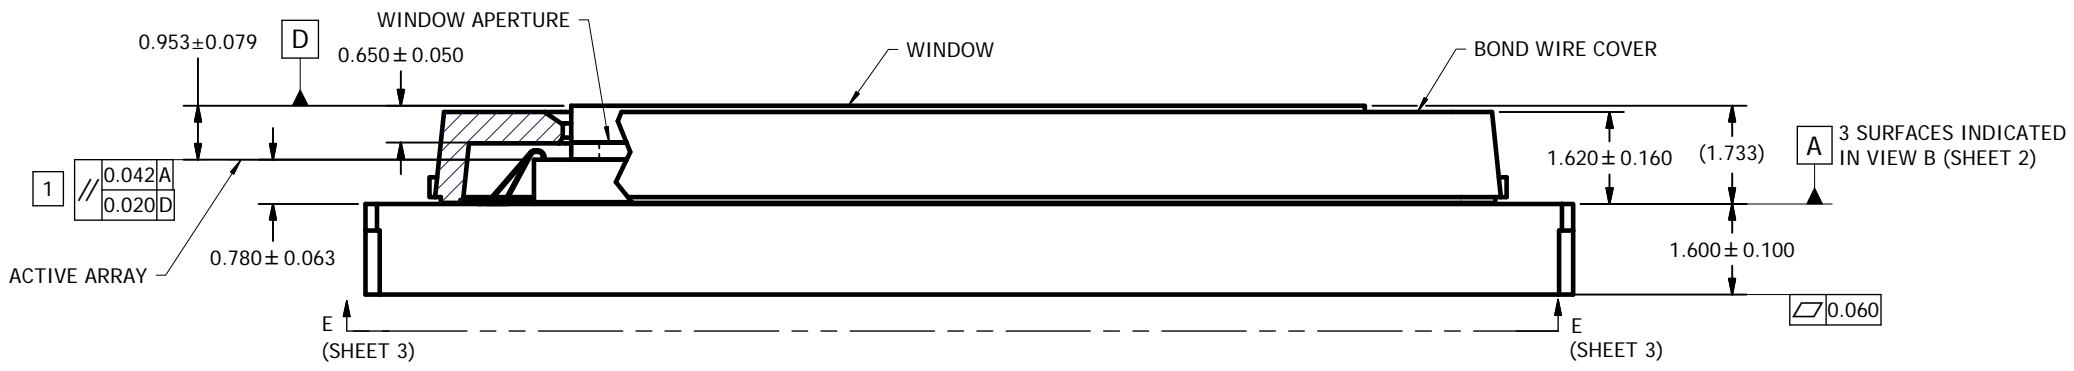 WINDOW APERTURE
0.953±0.079
D
0.650±0.050
WINDOW
BOND WIRE COVER
1
// 0.042 A
0.020 D
1.620±0.160
(1.733)
A
3 SURFACES INDICATED
IN VIEW B (SHEET 2)
ACTIVE ARRAY
0.780±0.063
1.600±0.100
0.060
E
(SHEET 3)
E
(SHEET 3)